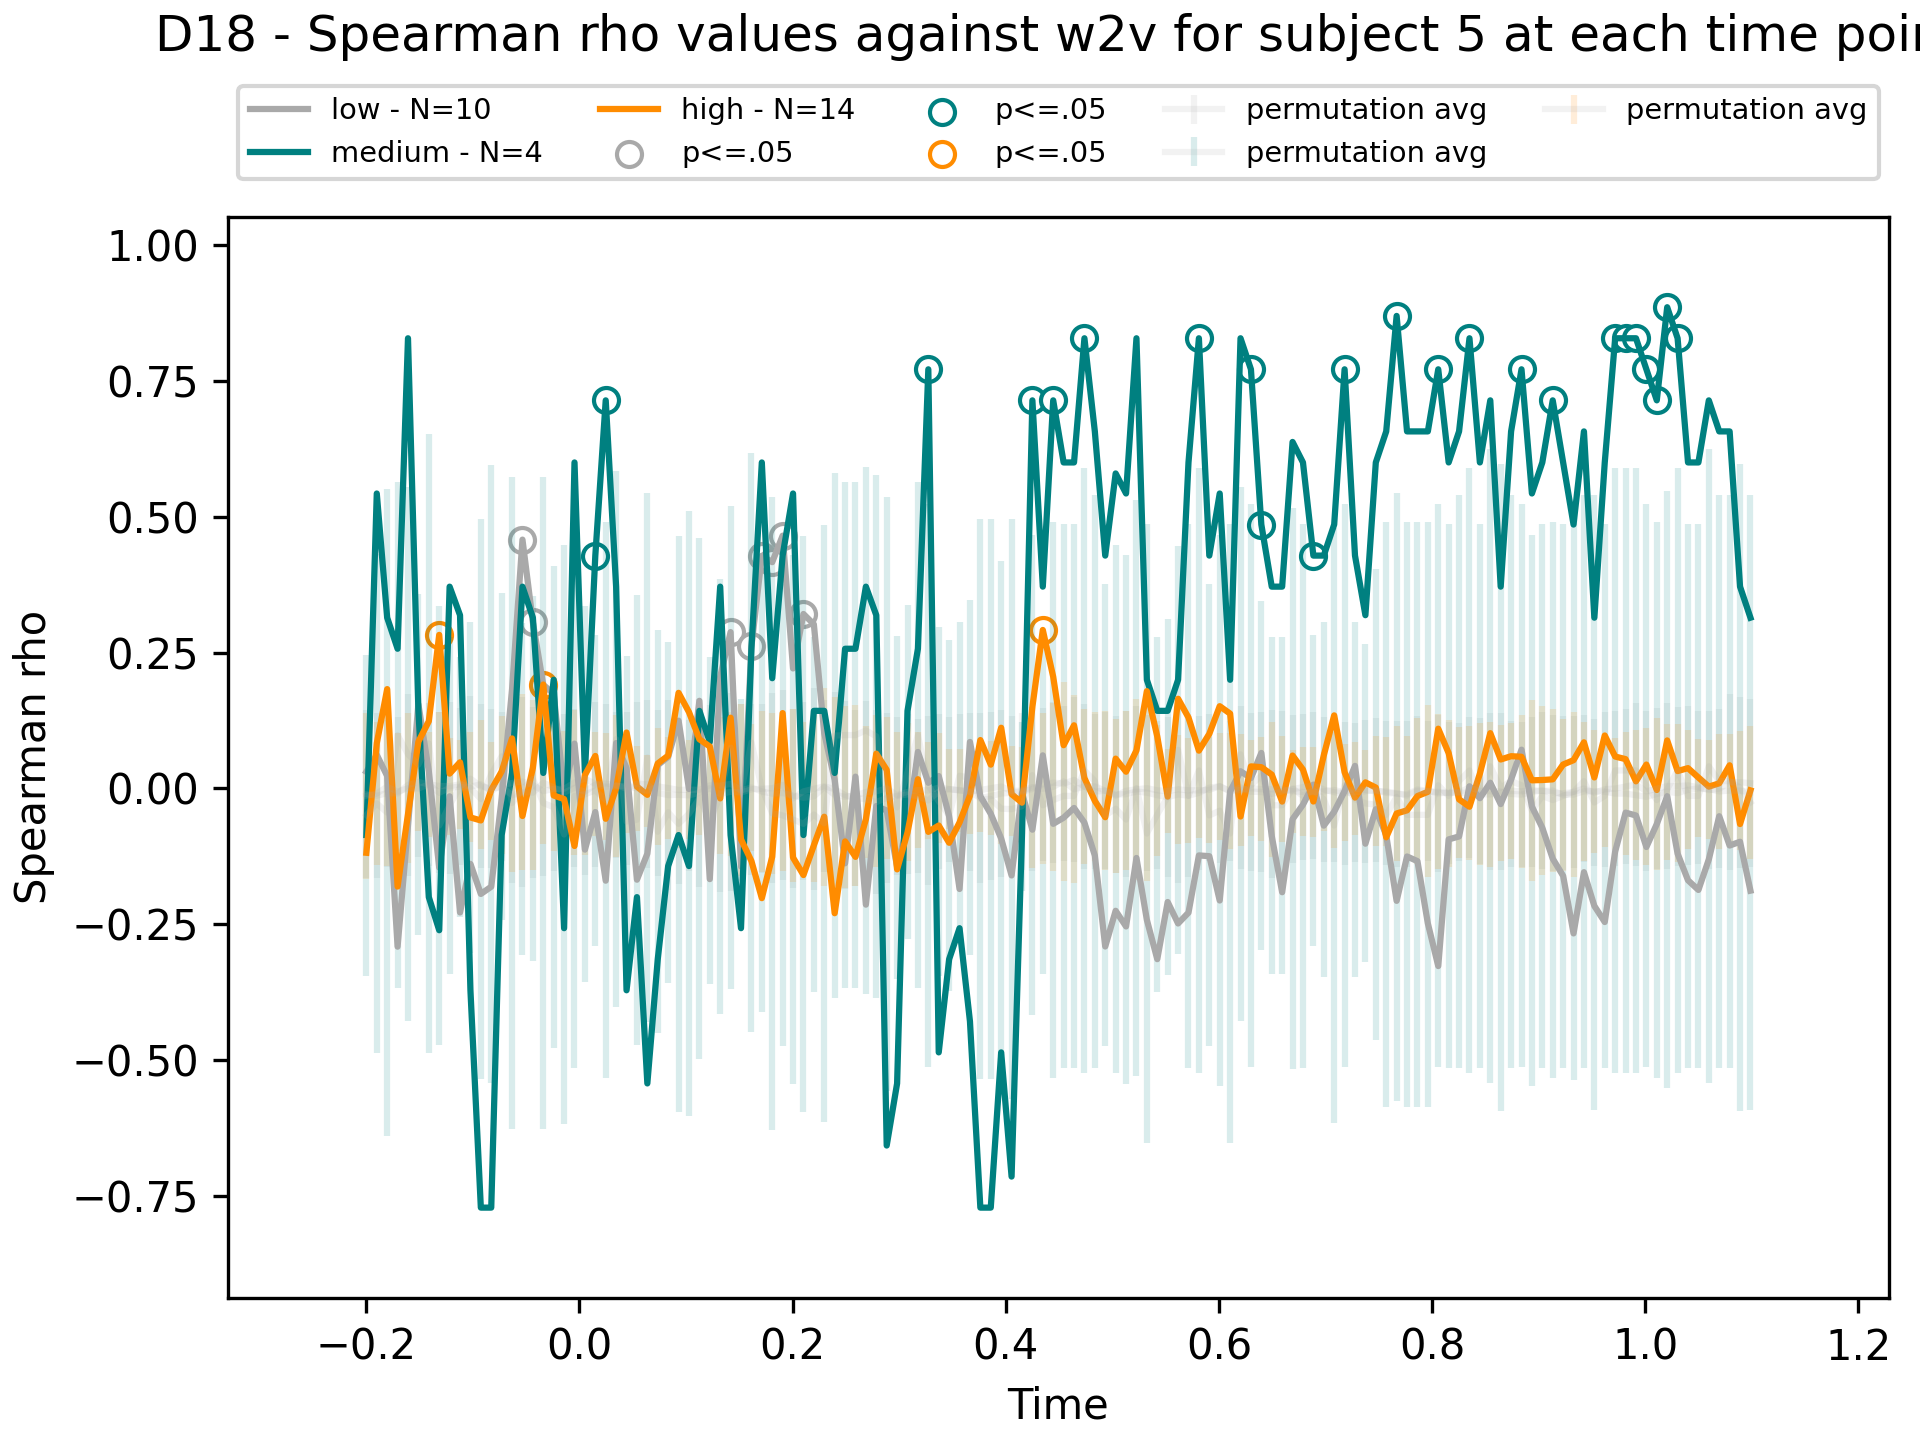 D18 - Spearman rho values against w2v for subject 5 at each time
low - N=10
medium - N=4
high - N=14
p<=.05
p<=.05
p<=.05
permutation avg
permutation avg
permutation avg
1.00
0.75
0.50
0.25
0.00
−0.25
−0.50
−0.75
Spearman rho
−0.2 0.0 0.2 0.4 0.6 0.8 1.0 1.2
Time